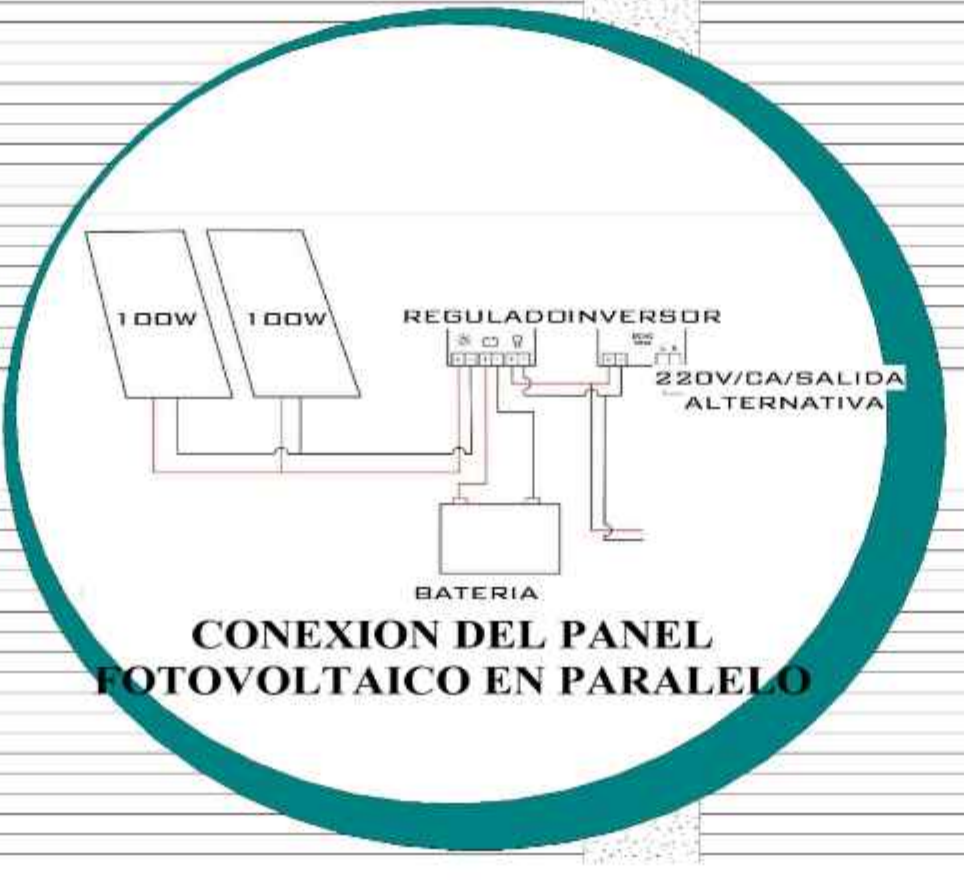 100W 100W
REGULADOINVERSOR
220V/CA/SALIDA
ALTERNATIVA
BATERIA
CONEXION DEL PANEL
FOTOVOLTAICO EN PARALELO